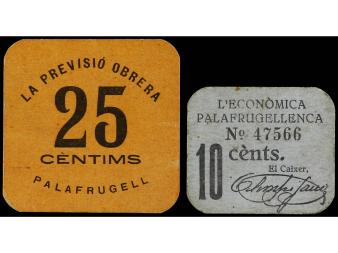 LA PREVISIÓ OBRERA
25
CÈNTIMS
PALAFRUGELL
L'ECONÒMICA
PALAFRUGELLENCA
No 47566
10 cènts.
El Caixer,